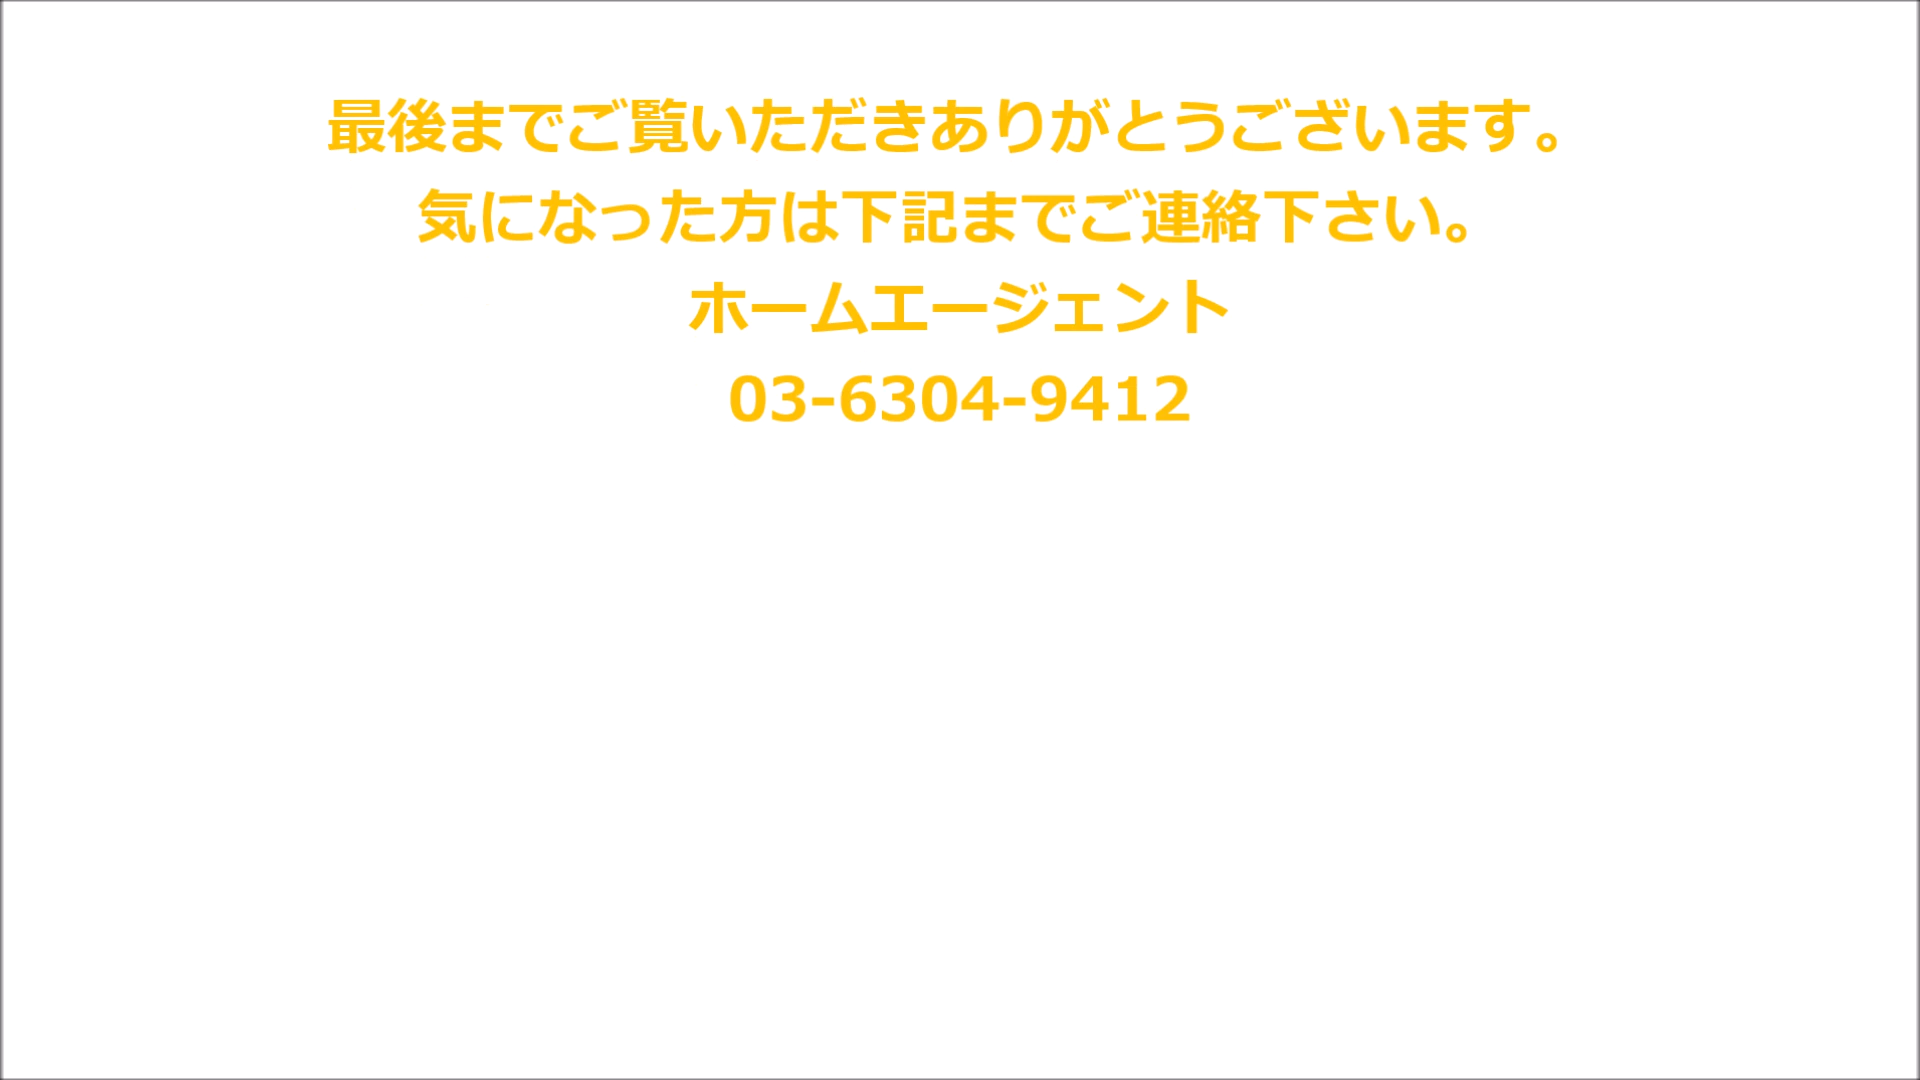 最後までご覧いただきありがとうございます。
気になった方は下記までご連絡下さい。
ホームエージェント
03-6304-9412